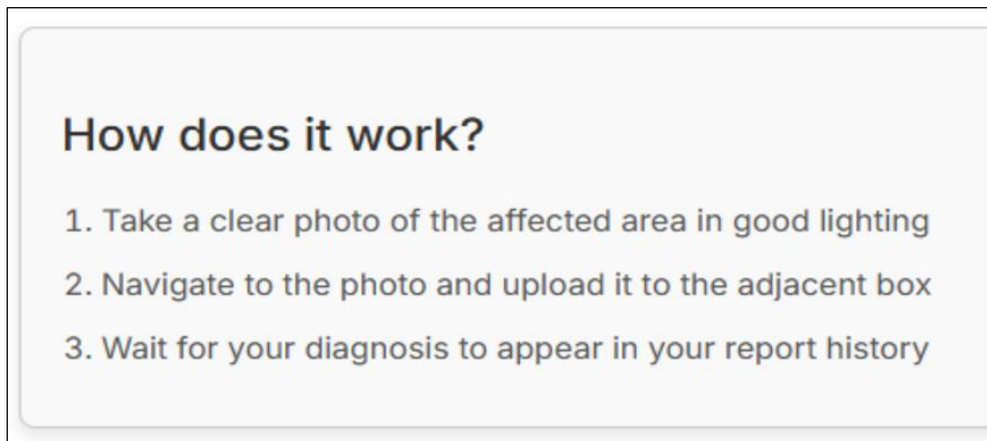 How does it work?
1. Take a clear photo of the affected area in good lighting
2. Navigate to the photo and upload it to the adjacent box
3. Wait for your diagnosis to appear in your report history